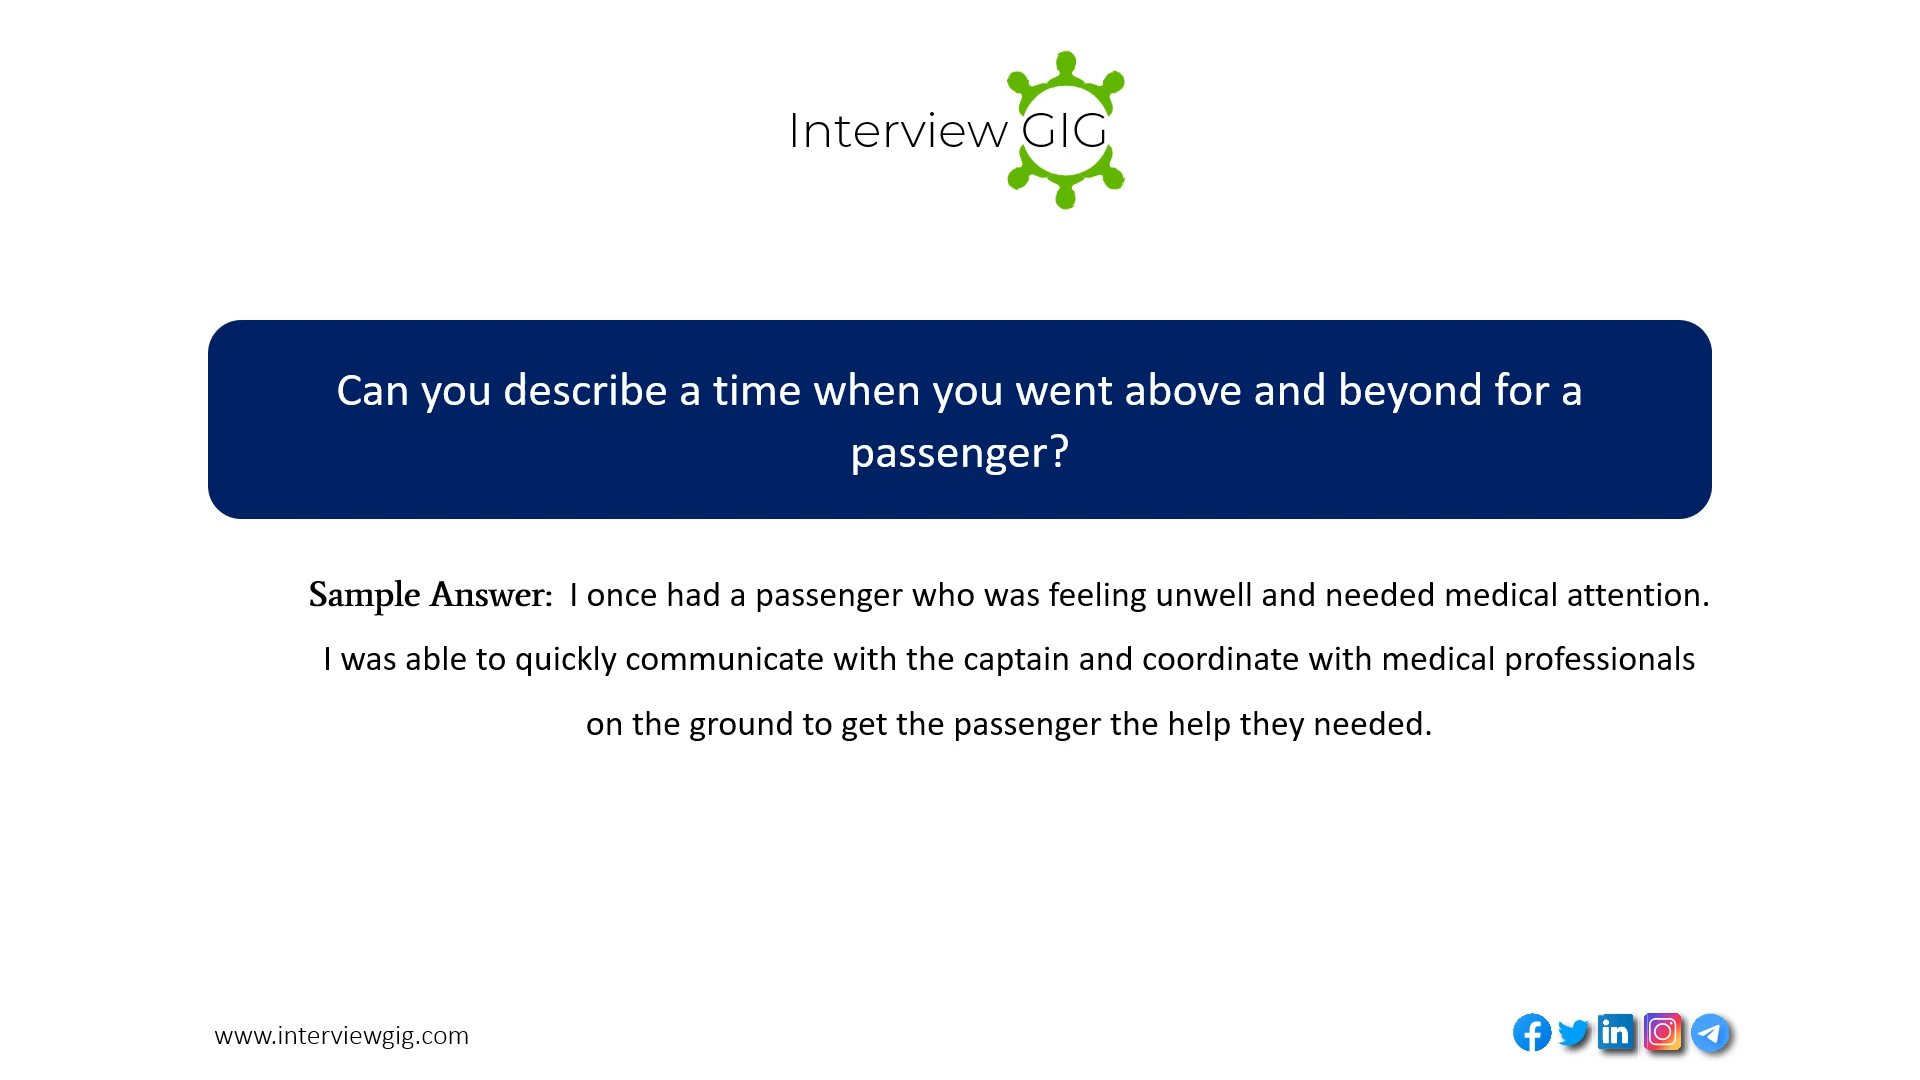 Interview GIG
Can you describe a time when you went above and beyond for a
passenger?
Sample Answer: I once had a passenger who was feeling unwell and needed medical attention.
I was able to quickly communicate with the captain and coordinate with medical professionals
on the ground to get the passenger the help they needed.
www.interviewgig.com
in